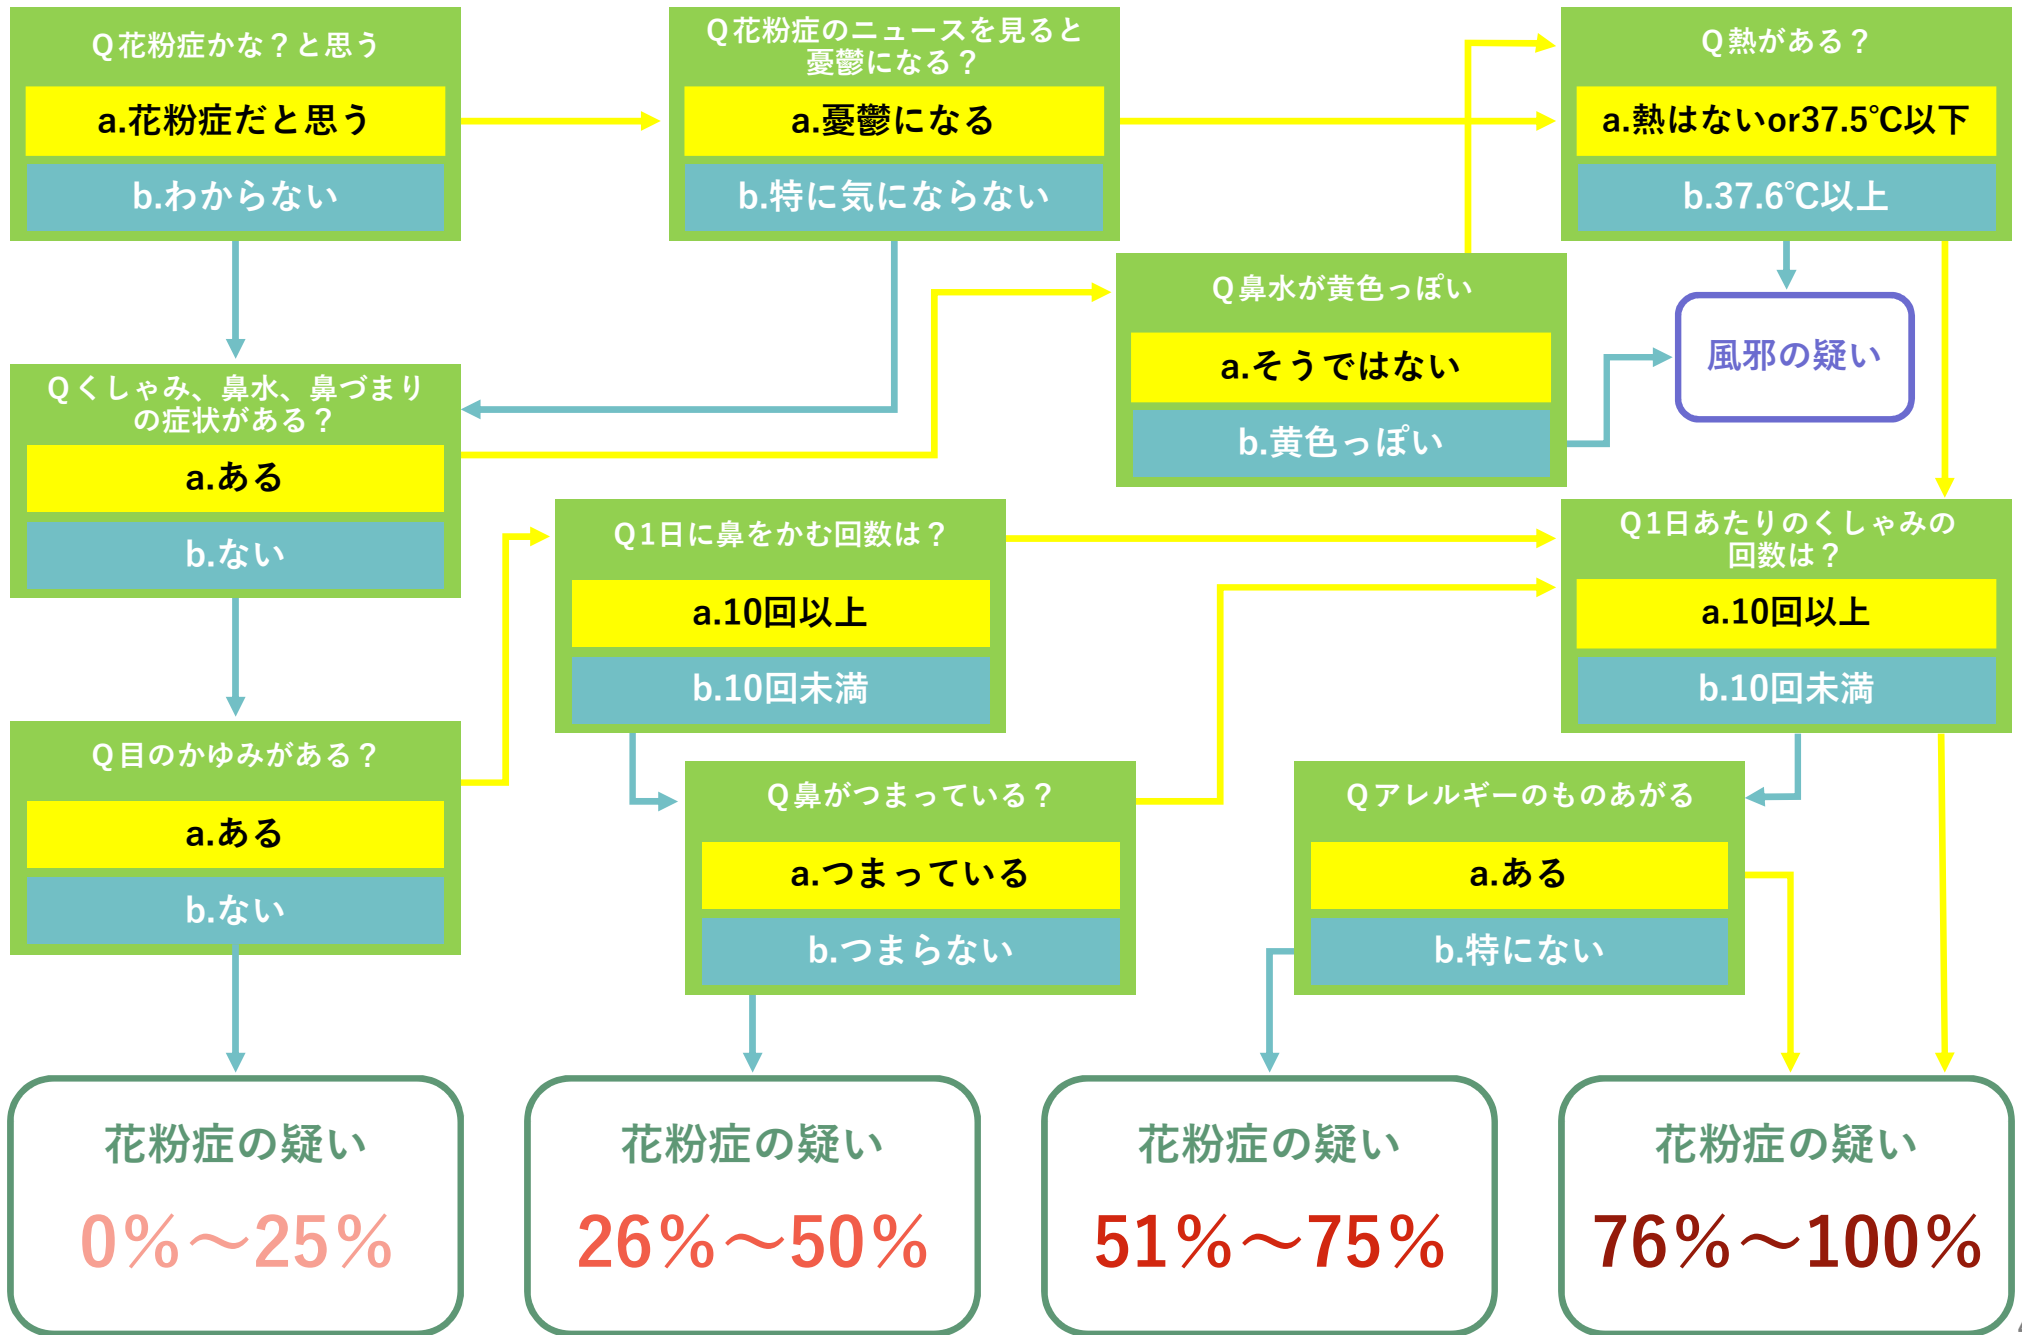 Q花粉症かな？と思う
a.花粉症だと思う
b.わからない
Q花粉症のニュースを見ると
憂鬱になる？
a.憂鬱になる
b.特に気にならない
Q熱がある？
a.熱はないor37.5℃以下
b.37.6℃以上
Q鼻水が黄色っぽい
a.そうではない
b.黄色っぽい
風邪の疑い
Qくしゃみ、鼻水、鼻づまり
の症状がある？
a.ある
b.ない
Q1日に鼻をかむ回数は？
a.10回以上
b.10回未満
Q1日あたりのくしゃみの
回数は？
a.10回以上
b.10回未満
Q目のかゆみがある？
a.ある
b.ない
Q鼻がつまっている？
a.つまっている
b.つまらない
Qアレルギーのものあがる
a.ある
b.特にない
花粉症の疑い
0％～25％
花粉症の疑い
26％～50％
花粉症の疑い
51％～75％
花粉症の疑い
76％～100％